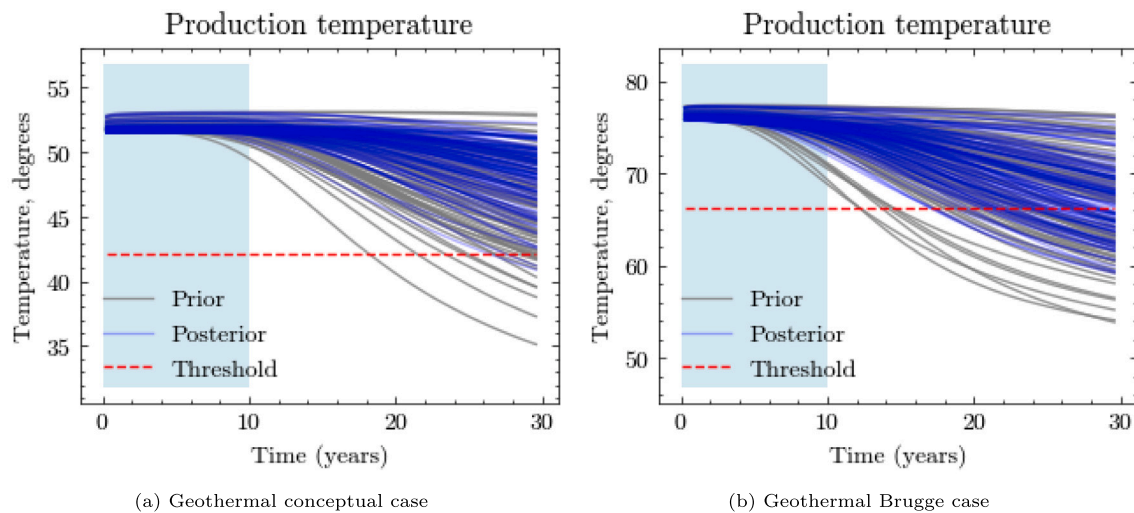 Production temperature
55
50
45
40
35
Temperature, degrees
Prior
Posterior
Threshold
0
10
20
30
Time (years)
(a) Geothermal conceptual case
Production temperature
80
70
60
50
Temperature, degrees
Prior
Posterior
Threshold
0
10
20
30
Time (years)
(b) Geothermal Brugge case